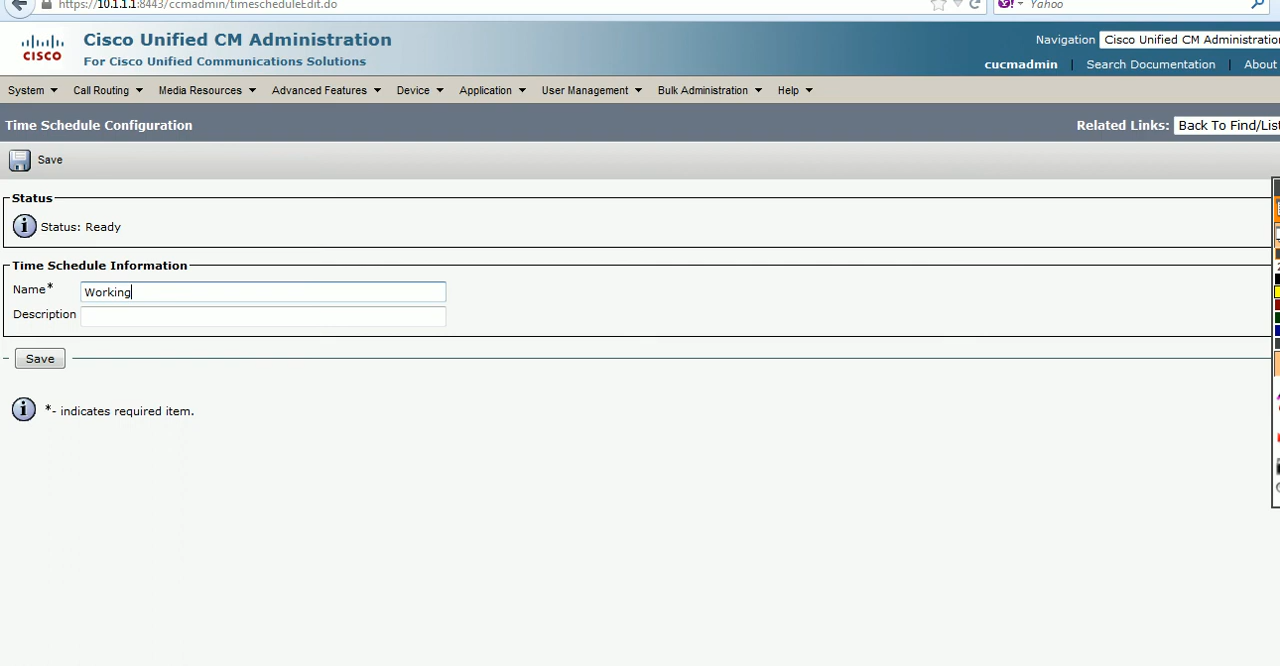 https://10.1.1.1:8443/ccmadmin/timescheduleEdit.do Yahoo
Cisco Unified CM Administration
For Cisco Unified Communications Solutions
CISCO
Navigation Cisco Unified CM Administration
cucmadmin | Search Documentation | About
System Call Routing Media Resources Advanced Features Device Application User Management Bulk Administration Help
Time Schedule Configuration Related Links: Back To Find/List
Save
Status
Status: Ready
Time Schedule Information
Name* Working
Description
Save
*- indicates required item.